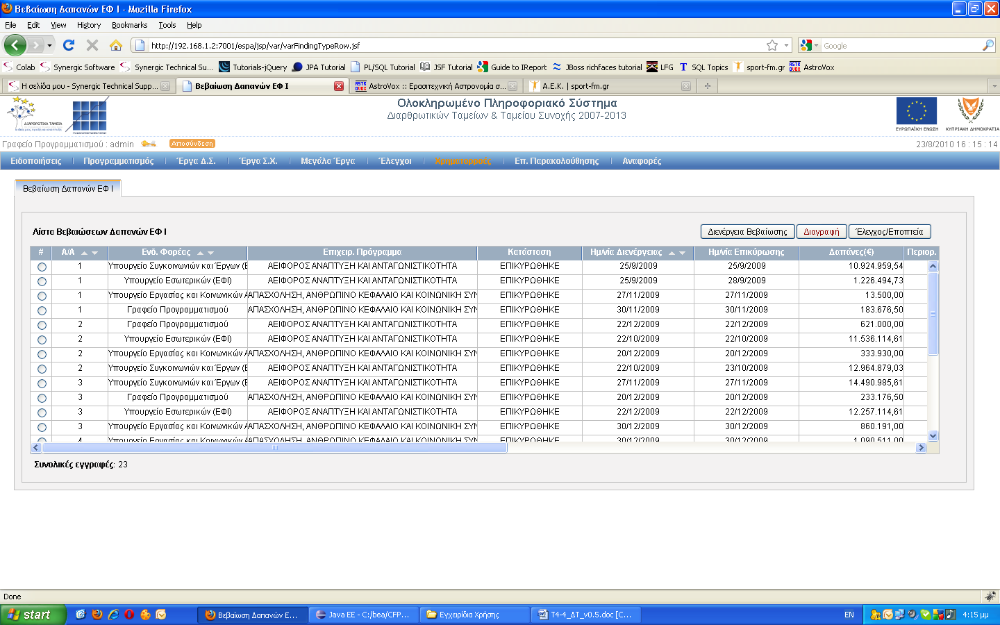 Βεβαίωση Δαπανών ΕΦ Ι - Mozilla Firefox
File Edit View History Bookmarks Tools Help
http://192.168.1.2:7001/espa/jsp/var/varFindingTypeRow.jsf Google
Colab Synergic Software Synergic Technical Su... Tutorials-jQuery JPA Tutorial PL/SQL Tutorial JSF Tutorial Guide to IReport JBoss richfaces tutorial LFG SQL Topics sport-fm.gr AstroVox
Η σελίδα μου - Synergic Technical Supp... Βεβαίωση Δαπανών ΕΦ Ι AstroVox :: Ερασιτεχνική Αστρονομία σ... Α.Ε.Κ. | sport-fm.gr
Ολοκληρωμένο Πληροφοριακό Σύστημα
Διαρθρωτικών Ταμείων & Ταμείου Συνοχής 2007-2013
ΔΙΑΡΘΡΩΤΙΚΑ ΤΑΜΕΙΑ
ΕΥΡΩΠΑΪΚΗ ΕΝΩΣΗ ΚΥΠΡΙΑΚΗ ΔΗΜΟΚΡΑΤΙΑ
Γραφείο Προγραμματισμού : admin Αποσύνδεση 23/8/2010 16 : 15 : 14
Ειδοποιήσεις Προγραμματισμός Έργα Δ.Σ. Έργα Σ.Χ. Μεγάλα Έργα Έλεγχοι Χρηματορροές Επ. Παρακολούθησης Αναφορές
Βεβαίωση Δαπανών ΕΦ Ι
Λίστα Βεβαιώσεων Δαπανών ΕΦ Ι Διενέργεια Βεβαίωσης Διαγραφή Έλεγχος/Εποπτεία
# Α/Α Ενδ. Φορέας Επιχειρ. Πρόγραμμα Κατάσταση Ημ/νία Διενέργειας Ημ/νία Επικύρωσης Δαπάνες(€) Περιορ.
1 Υπουργείο Συγκοινωνιών και Έργων (Ε ΑΕΙΦΟΡΟΣ ΑΝΑΠΤΥΞΗ ΚΑΙ ΑΝΤΑΓΩΝΙΣΤΙΚΟΤΗΤΑ ΕΠΙΚΥΡΩΘΗΚΕ 25/9/2009 25/9/2009 10.924.959,54
1 Υπουργείο Εσωτερικών (ΕΦΙ) ΑΕΙΦΟΡΟΣ ΑΝΑΠΤΥΞΗ ΚΑΙ ΑΝΤΑΓΩΝΙΣΤΙΚΟΤΗΤΑ ΕΠΙΚΥΡΩΘΗΚΕ 25/9/2009 28/9/2009 1.226.494,73
1 Υπουργείο Εργασίας και Κοινωνικών Α ΑΠΑΣΧΟΛΗΣΗ, ΑΝΘΡΩΠΙΝΟ ΚΕΦΑΛΑΙΟ ΚΑΙ ΚΟΙΝΩΝΙΚΗ ΣΥΝ ΕΠΙΚΥΡΩΘΗΚΕ 27/11/2009 27/11/2009 13.500,00
1 Γραφείο Προγραμματισμού ΑΠΑΣΧΟΛΗΣΗ, ΑΝΘΡΩΠΙΝΟ ΚΕΦΑΛΑΙΟ ΚΑΙ ΚΟΙΝΩΝΙΚΗ ΣΥΝ ΕΠΙΚΥΡΩΘΗΚΕ 30/11/2009 30/11/2009 183.676,50
2 Γραφείο Προγραμματισμού ΑΕΙΦΟΡΟΣ ΑΝΑΠΤΥΞΗ ΚΑΙ ΑΝΤΑΓΩΝΙΣΤΙΚΟΤΗΤΑ ΕΠΙΚΥΡΩΘΗΚΕ 22/12/2009 22/12/2009 621.000,00
2 Υπουργείο Εσωτερικών (ΕΦΙ) ΑΕΙΦΟΡΟΣ ΑΝΑΠΤΥΞΗ ΚΑΙ ΑΝΤΑΓΩΝΙΣΤΙΚΟΤΗΤΑ ΕΠΙΚΥΡΩΘΗΚΕ 22/10/2009 22/10/2009 11.536.114,61
2 Υπουργείο Εργασίας και Κοινωνικών Α ΑΠΑΣΧΟΛΗΣΗ, ΑΝΘΡΩΠΙΝΟ ΚΕΦΑΛΑΙΟ ΚΑΙ ΚΟΙΝΩΝΙΚΗ ΣΥΝ ΕΠΙΚΥΡΩΘΗΚΕ 20/12/2009 20/12/2009 333.930,00
2 Υπουργείο Συγκοινωνιών και Έργων (Ε ΑΕΙΦΟΡΟΣ ΑΝΑΠΤΥΞΗ ΚΑΙ ΑΝΤΑΓΩΝΙΣΤΙΚΟΤΗΤΑ ΕΠΙΚΥΡΩΘΗΚΕ 22/10/2009 23/10/2009 12.964.879,03
3 Υπουργείο Συγκοινωνιών και Έργων (Ε ΑΕΙΦΟΡΟΣ ΑΝΑΠΤΥΞΗ ΚΑΙ ΑΝΤΑΓΩΝΙΣΤΙΚΟΤΗΤΑ ΕΠΙΚΥΡΩΘΗΚΕ 27/11/2009 27/11/2009 14.490.985,61
3 Γραφείο Προγραμματισμού ΑΠΑΣΧΟΛΗΣΗ, ΑΝΘΡΩΠΙΝΟ ΚΕΦΑΛΑΙΟ ΚΑΙ ΚΟΙΝΩΝΙΚΗ ΣΥΝ ΕΠΙΚΥΡΩΘΗΚΕ 20/12/2009 20/12/2009 233.176,50
3 Υπουργείο Εσωτερικών (ΕΦΙ) ΑΕΙΦΟΡΟΣ ΑΝΑΠΤΥΞΗ ΚΑΙ ΑΝΤΑΓΩΝΙΣΤΙΚΟΤΗΤΑ ΕΠΙΚΥΡΩΘΗΚΕ 22/12/2009 22/12/2009 12.257.114,61
3 Υπουργείο Εργασίας και Κοινωνικών Α ΑΠΑΣΧΟΛΗΣΗ, ΑΝΘΡΩΠΙΝΟ ΚΕΦΑΛΑΙΟ ΚΑΙ ΚΟΙΝΩΝΙΚΗ ΣΥΝ ΕΠΙΚΥΡΩΘΗΚΕ 30/12/2009 30/12/2009 860.191,00
4 Υπουργείο Εργασίας και Κοινωνικών Α ΑΠΑΣΧΟΛΗΣΗ, ΑΝΘΡΩΠΙΝΟ ΚΕΦΑΛΑΙΟ ΚΑΙ ΚΟΙΝΩΝΙΚΗ ΣΥΝ ΕΠΙΚΥΡΩΘΗΚΕ 30/12/2009 30/12/2009 1.090.511,00
Συνολικές εγγραφές: 23
Done
start Βεβαίωση Δαπανών Ε... Java EE - C:/bea/CFP... Εγχειρίδια Χρήσης T4-4_ΔΤ_v0.5.doc [C... EN 4:15 μμ